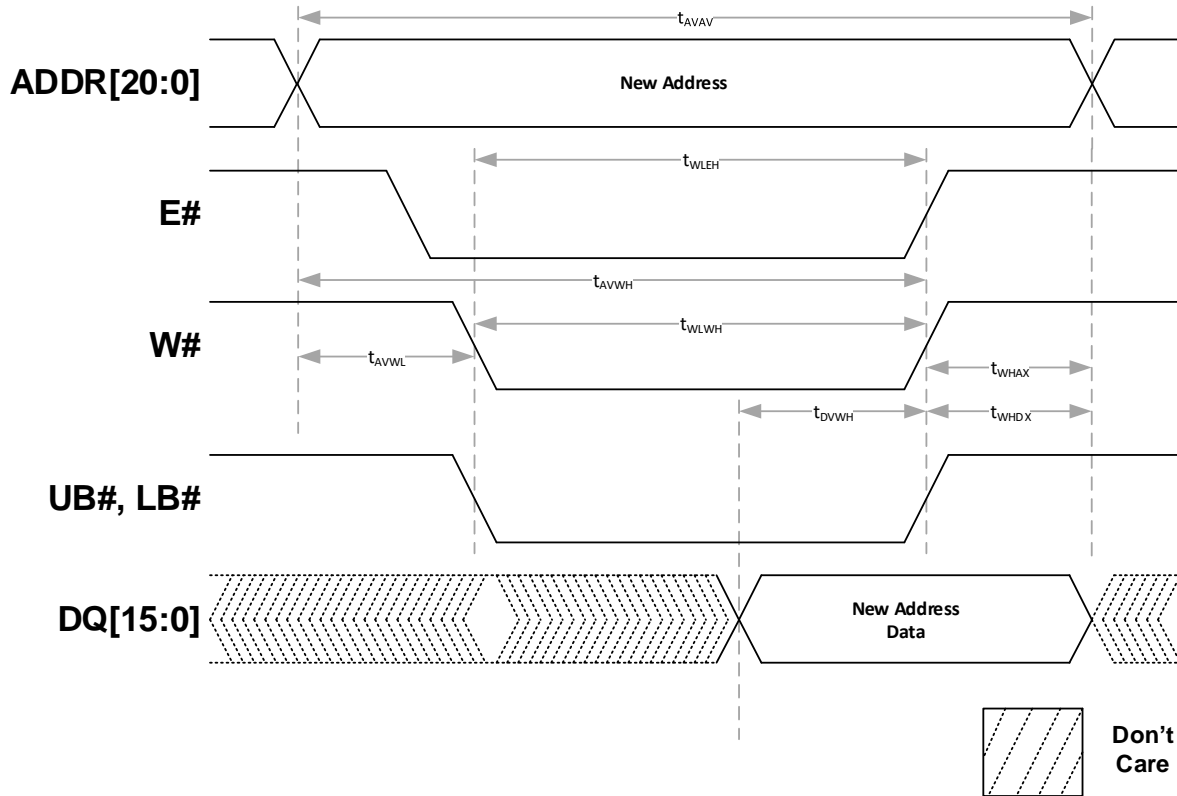 tAVAV
ADDR[20:0]
New Address
tWLEH
E#
tAVWH
W#
tWLWH
tAVWL
tWHAX
tDVWH
tWHDX
UB#, LB#
DQ[15:0]
New Address
Data
Don't
Care